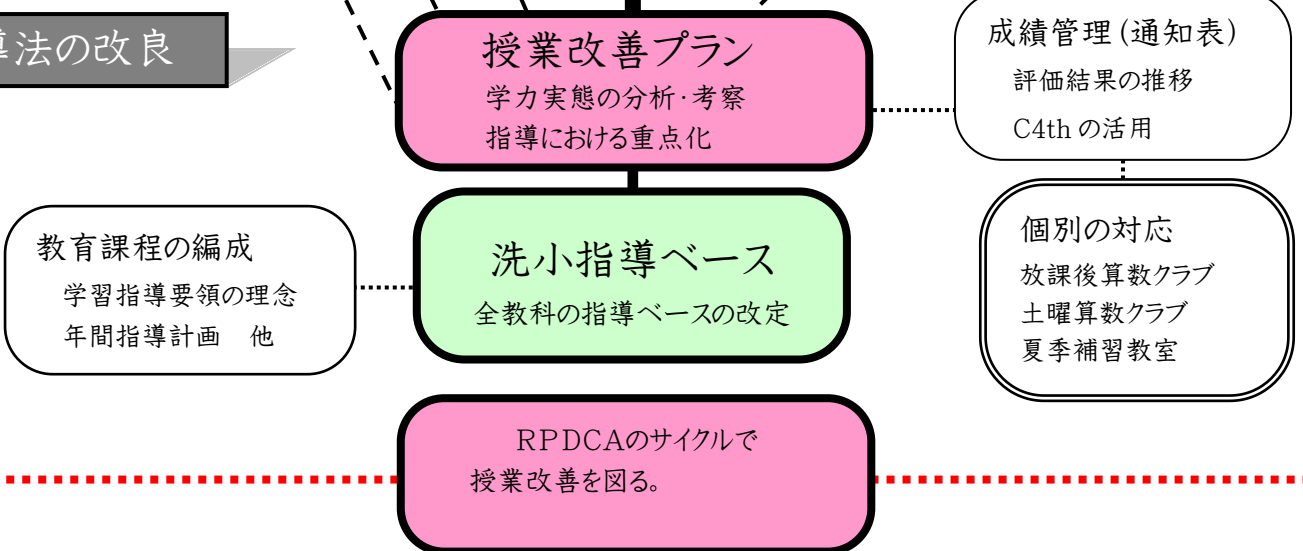 導法の改良
授業改善プラン
学力実態の分析・考察
指導における重点化
成績管理(通知表)
評価結果の推移
C4thの活用
教育課程の編成
学習指導要領の理念
年間指導計画　他
洗小指導ベース
全教科の指導ベースの改定
個別の対応
放課後算数クラブ
土曜算数クラブ
夏季補習教室
RPDCAのサイクルで
授業改善を図る。